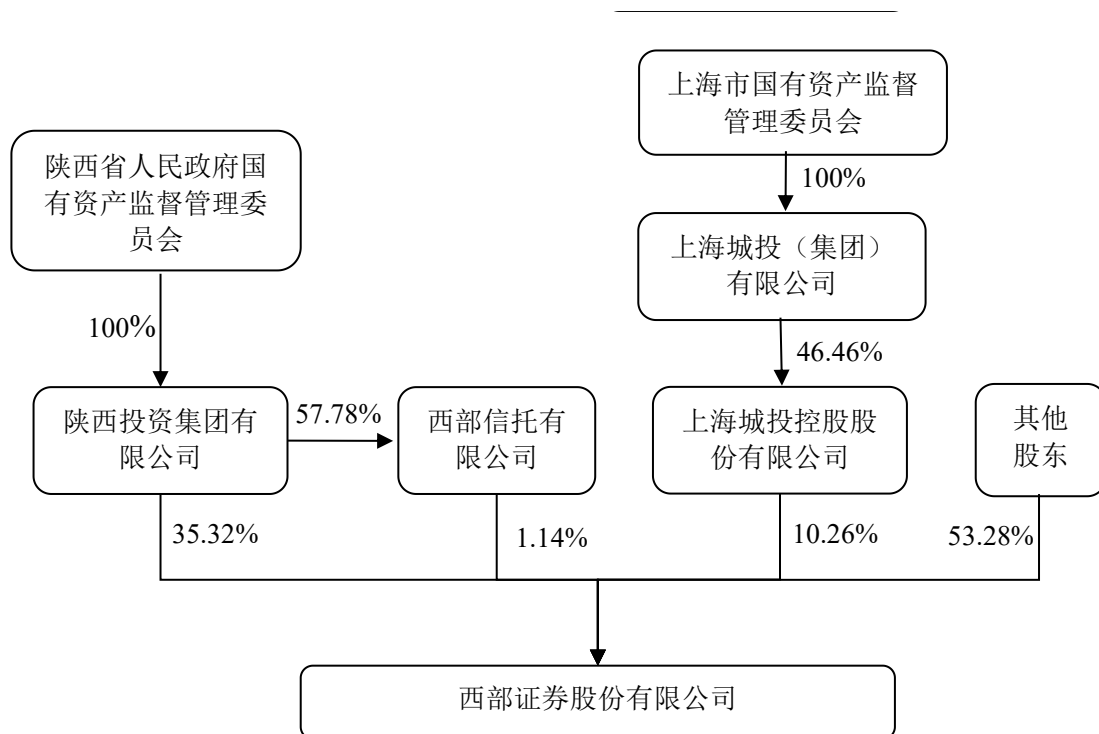 上海市国有资产监督
管理委员会
陕西省人民政府国
有资产监督管理委
员会
100%
上海城投（集团）
有限公司
100%
46.46%
陕西投资集团有
限公司
57.78%
西部信托有
限公司
上海城投控股股
份有限公司
其他
股东
35.32%
1.14%
10.26%
53.28%
西部证券股份有限公司